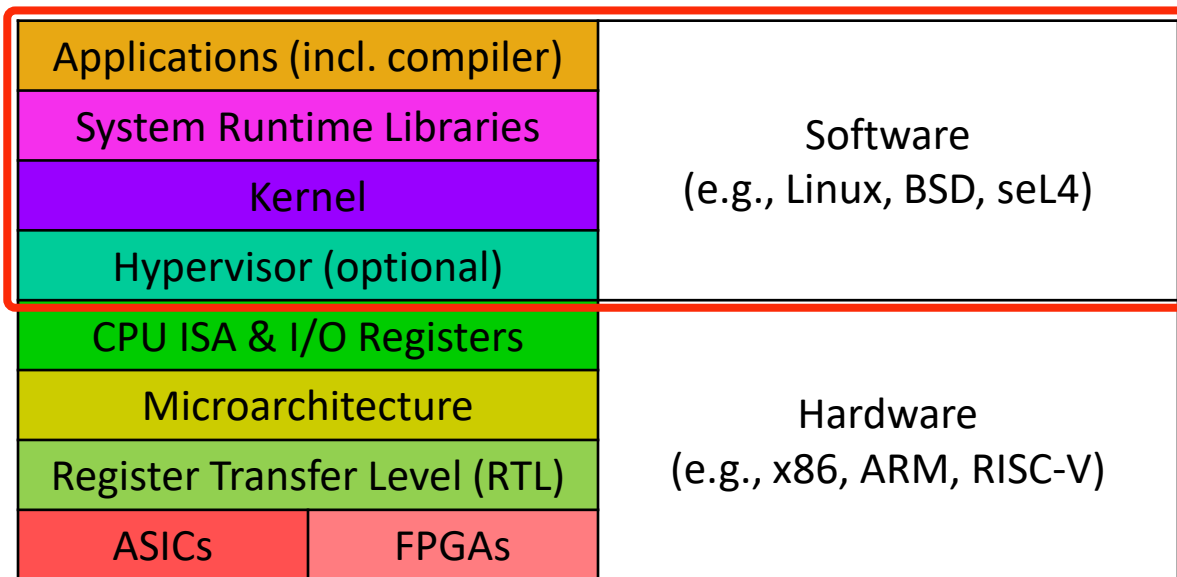 Applications (incl. compiler)
System Runtime Libraries
Kernel
Hypervisor (optional)
Software
(e.g., Linux, BSD, seL4)
CPU ISA & I/O Registers
Microarchitecture
Register Transfer Level (RTL)
ASICs
FPGAs
Hardware
(e.g., x86, ARM, RISC-V)